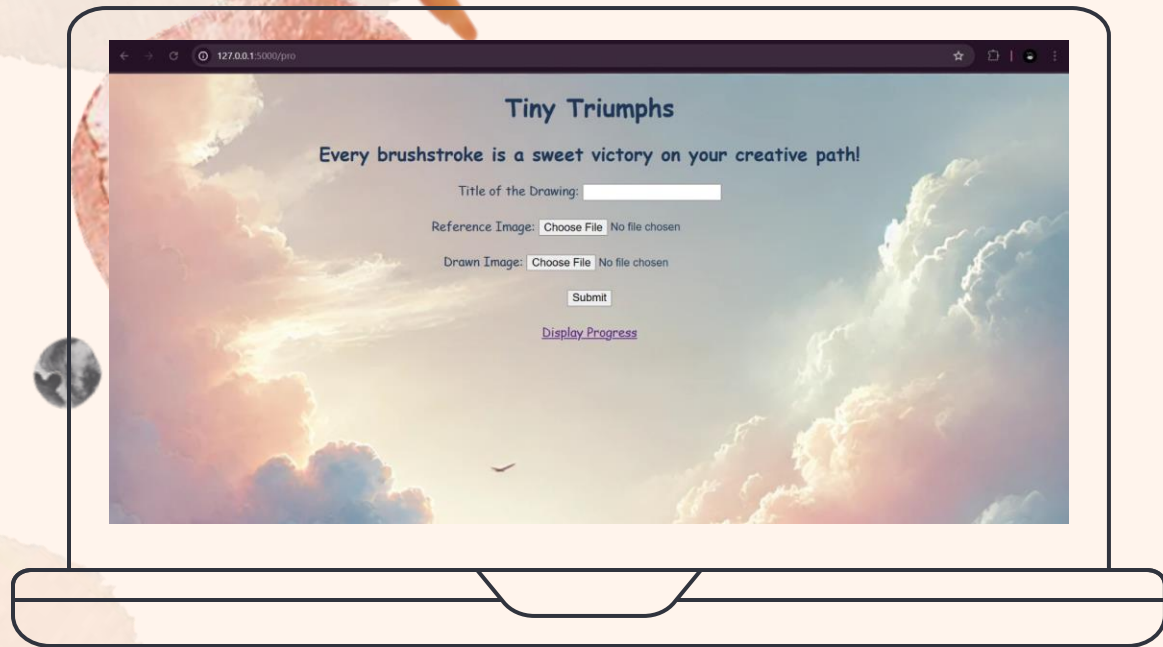 127.0.0.1:5000/pro
Tiny Triumphs
Every brushstroke is a sweet victory on your creative path!
Title of the Drawing:
Reference Image: Choose File No file chosen
Drawn Image: Choose File No file chosen
Submit
Display Progress